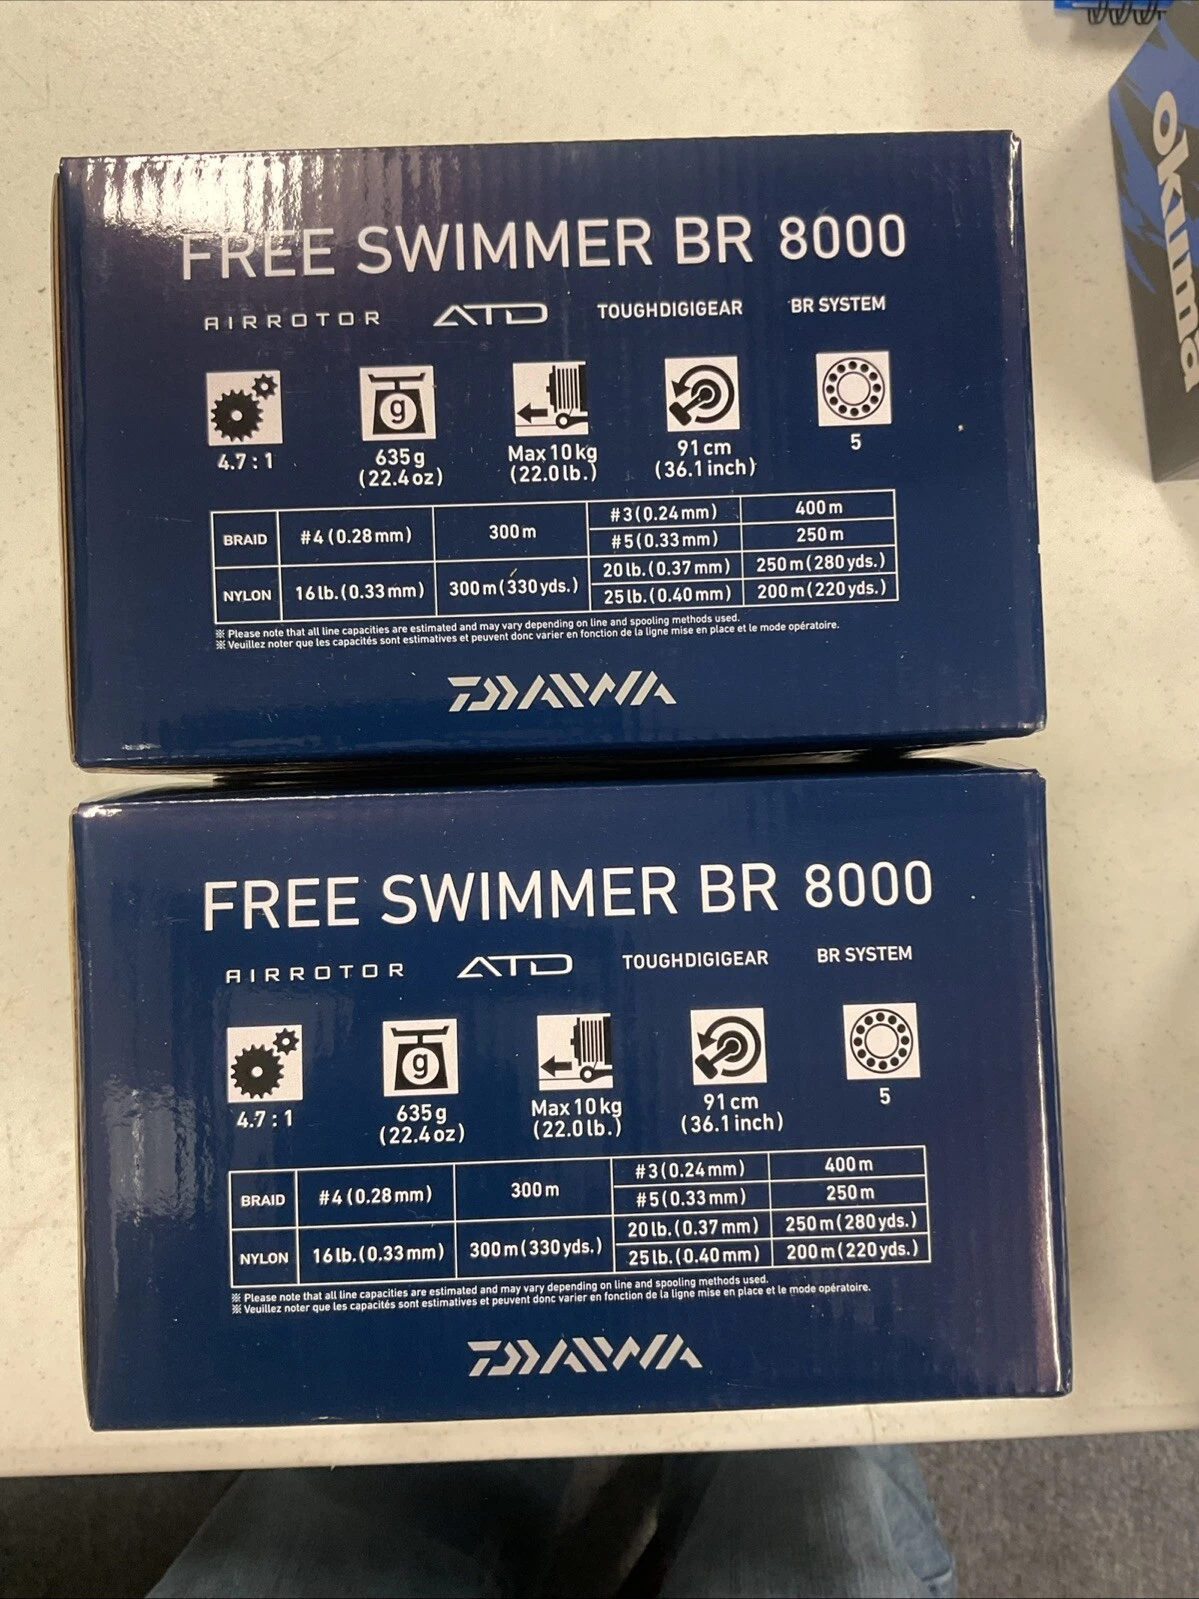 okuma
FREE SWIMMER BR 8000
AIRROTOR ATD TOUGHDIGIGEAR BR SYSTEM
g
4.7 : 1 635g Max 10kg 91cm 5
(22.4oz) (22.0lb.) (36.1inch)
BRAID #4 (0.28mm) 300m #3 (0.24mm) 400m
#5 (0.33mm) 250m
NYLON 16lb. (0.33mm) 300m (330yds.) 20lb. (0.37mm) 250m (280yds.)
25lb. (0.40mm) 200m (220yds.)
※ Please note that all line capacities are estimated and may vary depending on line and spooling methods used.
※ Veuillez noter que les capacités sont estimatives et peuvent donc varier en fonction de la ligne mise en place et le mode opératoire.
DAIWA
FREE SWIMMER BR 8000
AIRROTOR ATD TOUGHDIGIGEAR BR SYSTEM
g
4.7 : 1 635g Max 10kg 91cm 5
(22.4oz) (22.0lb.) (36.1inch)
BRAID #4 (0.28mm) 300m #3 (0.24mm) 400m
#5 (0.33mm) 250m
NYLON 16lb. (0.33mm) 300m (330yds.) 20lb. (0.37mm) 250m (280yds.)
25lb. (0.40mm) 200m (220yds.)
※ Please note that all line capacities are estimated and may vary depending on line and spooling methods used.
※ Veuillez noter que les capacités sont estimatives et peuvent donc varier en fonction de la ligne mise en place et le mode opératoire.
DAIWA